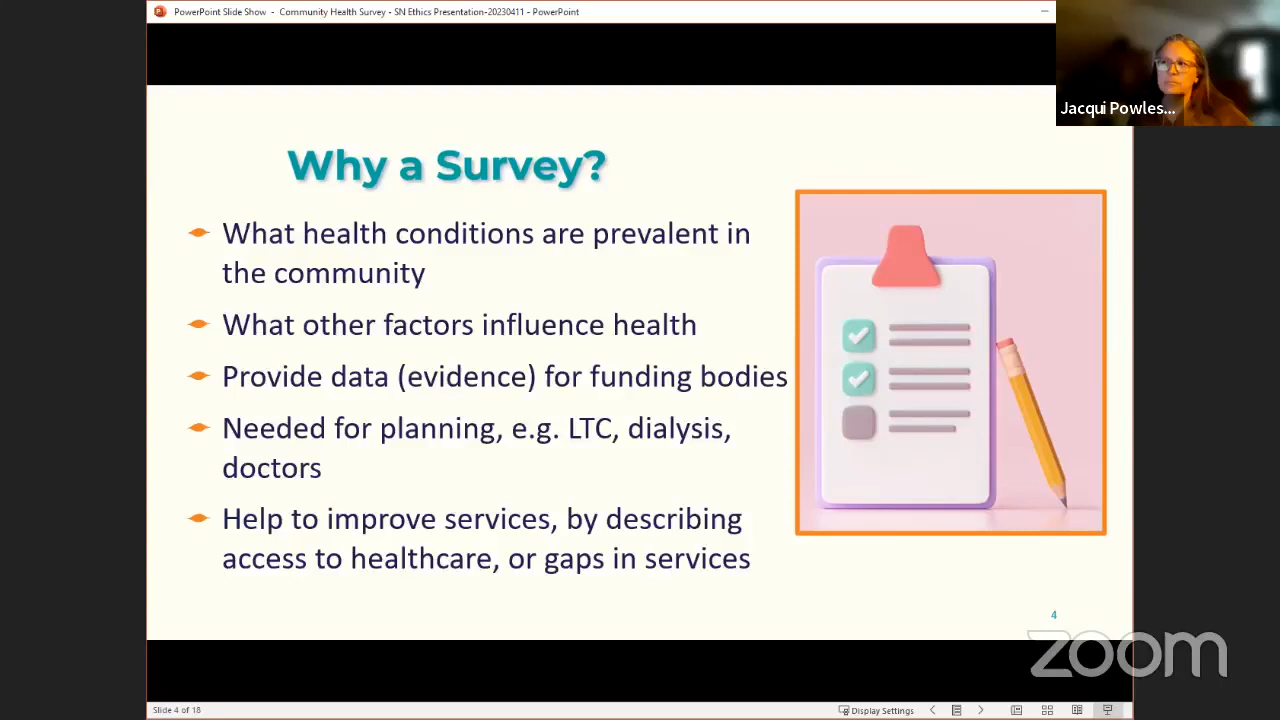 PowerPoint Slide Show - Community Health Survey - SN Ethics Presentation-20230411 - PowerPoint
Jacqui Powles...
Why a Survey?
What health conditions are prevalent in
the community
What other factors influence health
Provide data (evidence) for funding bodies
Needed for planning, e.g. LTC, dialysis,
doctors
Help to improve services, by describing
access to healthcare, or gaps in services
4
zoom
Slide 4 of 18
Display Settings